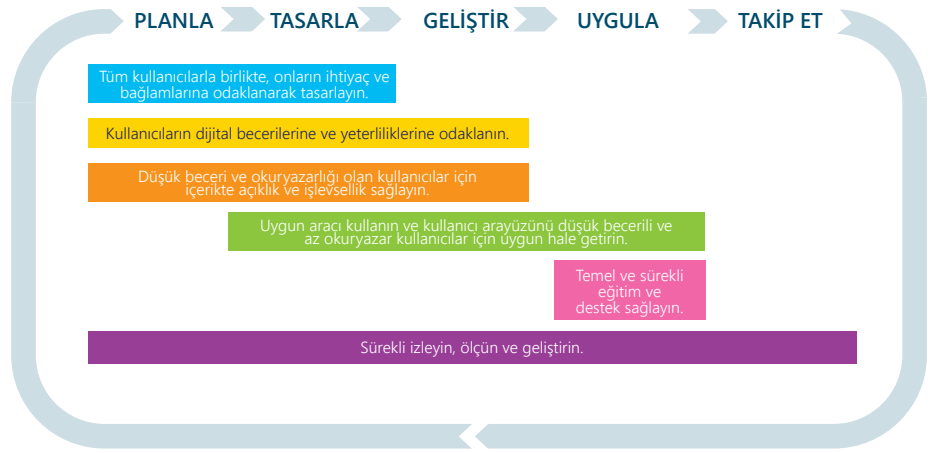 PLANLA TASARLA GELİŞTİR UYGULA TAKİP ET
Tüm kullanıcılarla birlikte, onların ihtiyaç ve
bağlamlarına odaklanarak tasarlayın.
Kullanıcıların dijital becerilerine ve yeterliliklerine odaklanın.
Düşük beceri ve okuryazarlığı olan kullanıcılar için
içerikte açıklık ve işlevsellik sağlayın.
Uygun aracı kullanın ve kullanıcı arayüzünü düşük becerili ve
az okuryazar kullanıcılar için uygun hale getirin.
Temel ve sürekli
eğitim ve
destek sağlayın.
Sürekli izleyin, ölçün ve geliştirin.